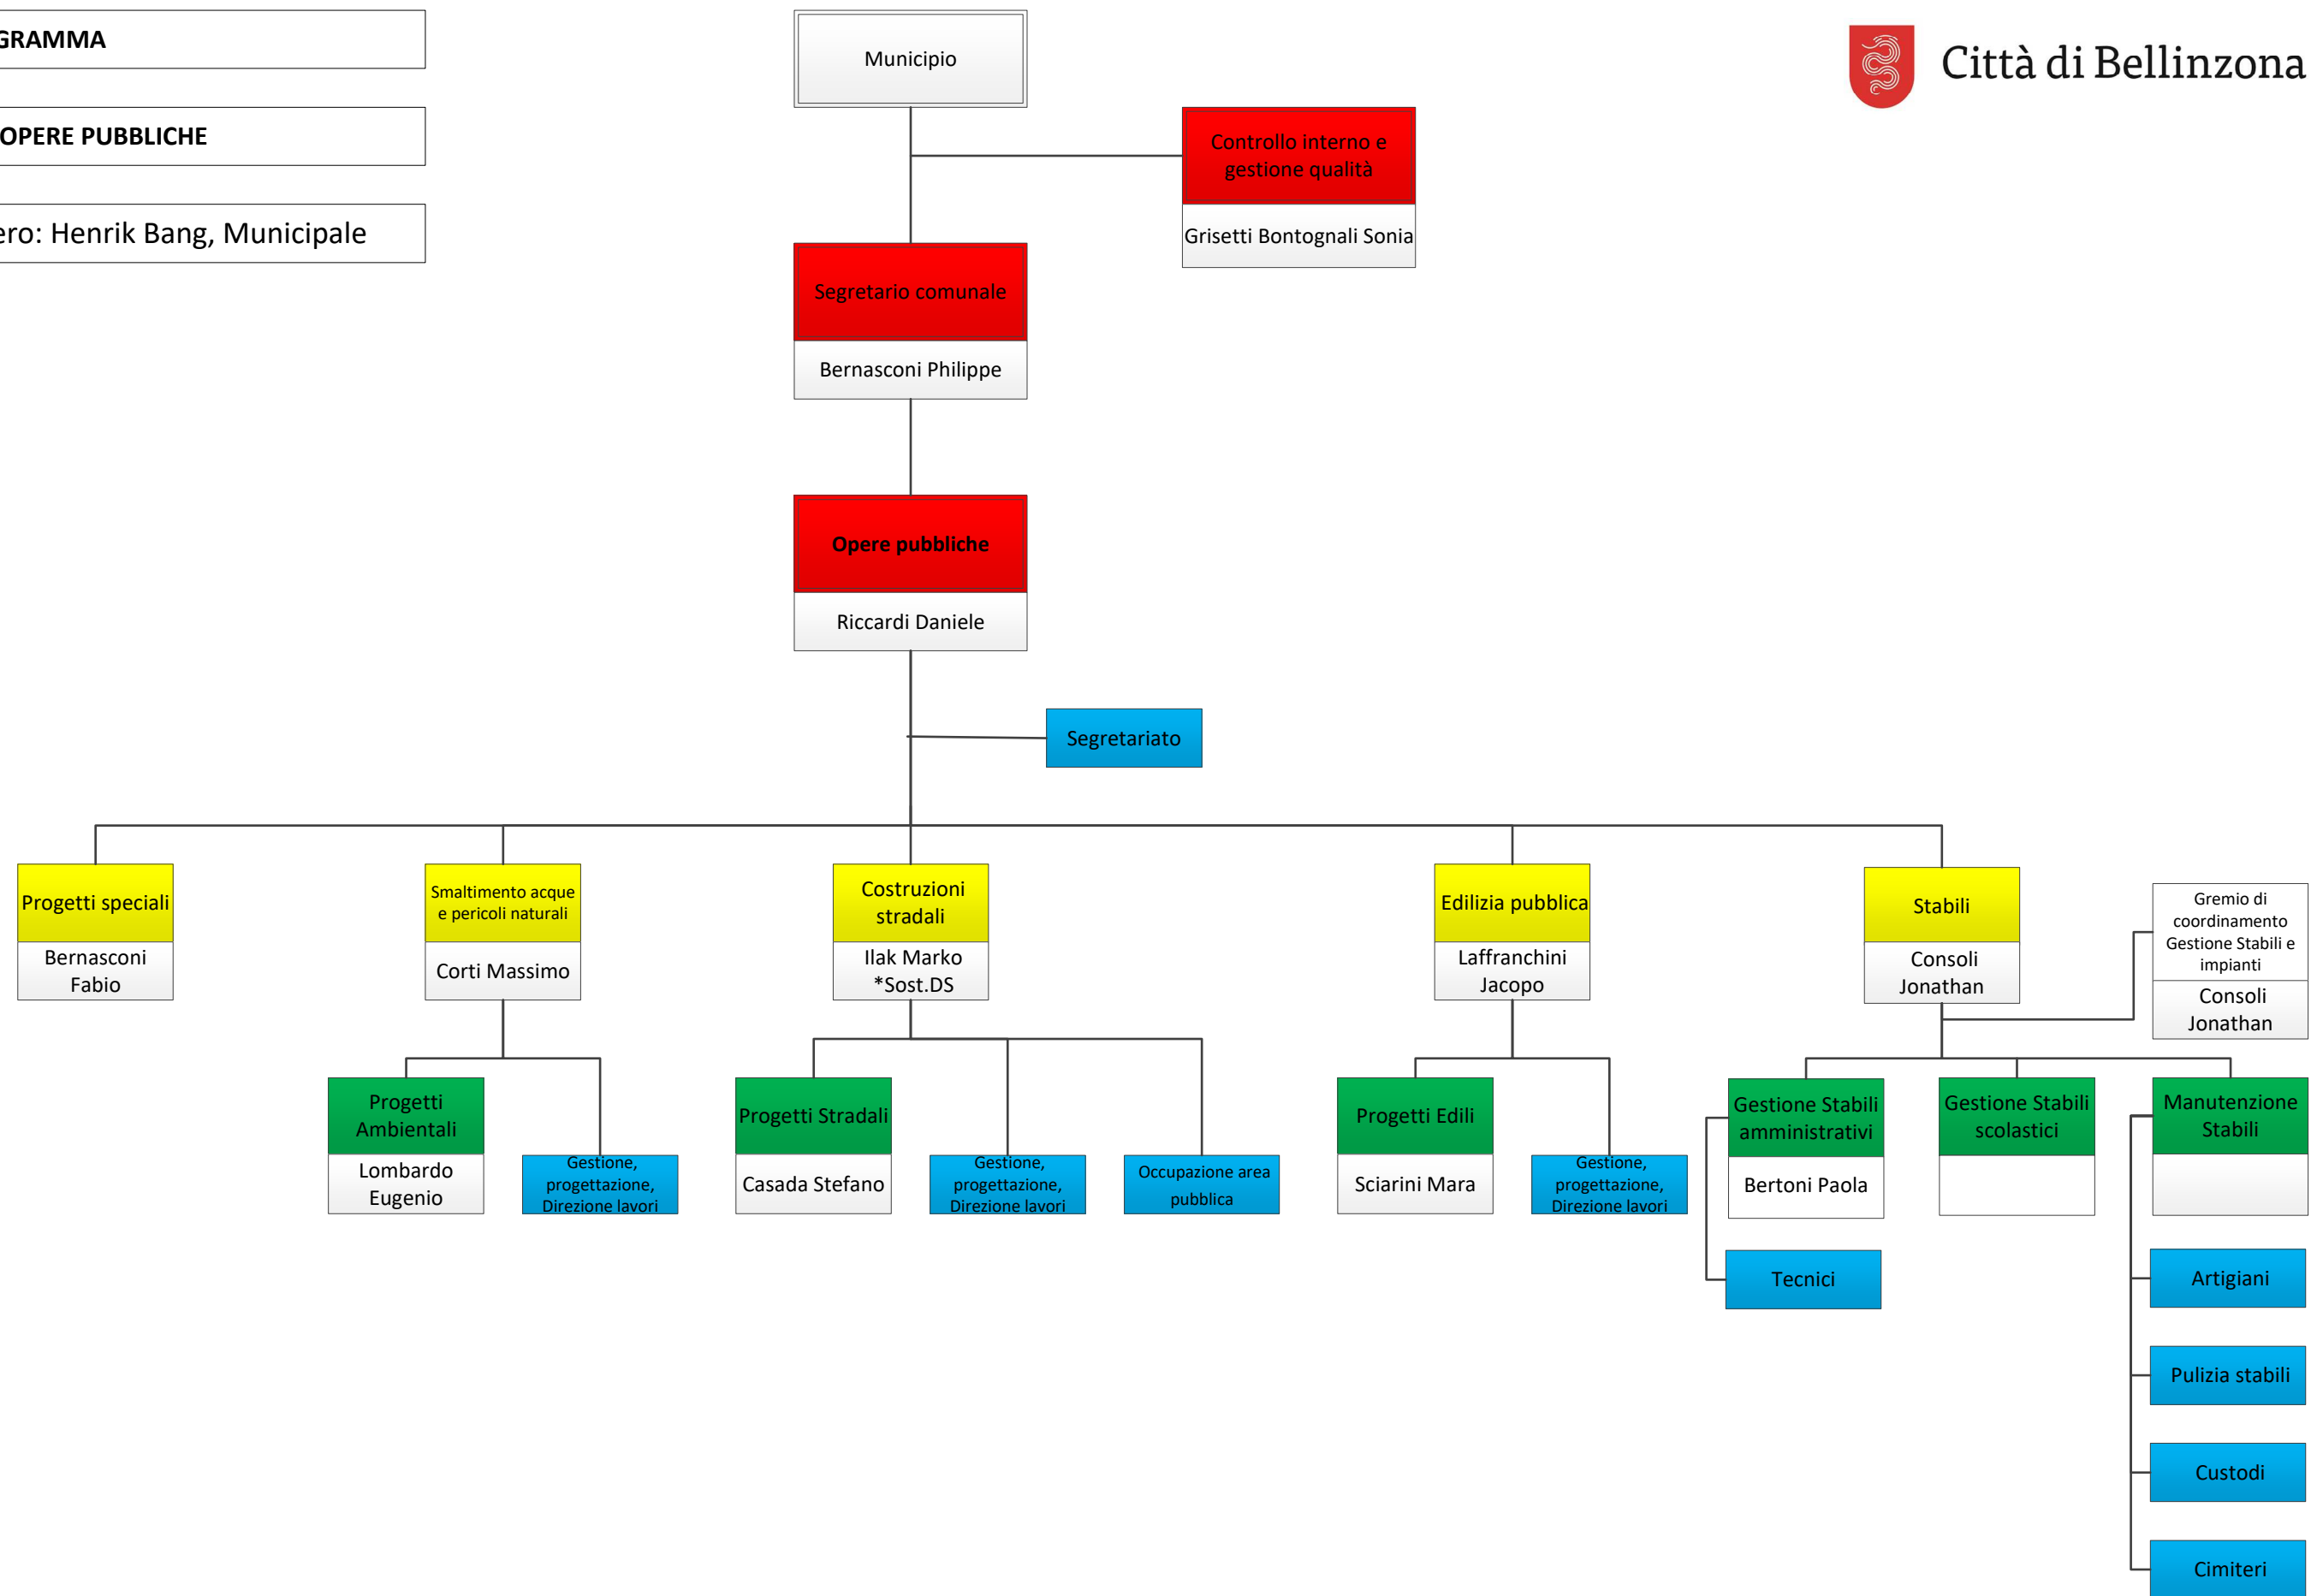 GRAMMA
OPERE PUBBLICHE
ero: Henrik Bang, Municipale
Città di Bellinzona
Municipio
Controllo interno e
gestione qualità
Grisetti Bontognali Sonia
Segretario comunale
Bernasconi Philippe
Opere pubbliche
Riccardi Daniele
Segretariato
Progetti speciali
Bernasconi
Fabio
Smaltimento acque
e pericoli naturali
Corti Massimo
Costruzioni
stradali
Ilak Marko
*Sost.DS
Edilizia pubblica
Laffranchini
Jacopo
Stabili
Consoli
Jonathan
Gremio di
coordinamento
Gestione Stabili e
impianti
Consoli
Jonathan
Progetti
Ambientali
Lombardo
Eugenio
Gestione,
progettazione,
Direzione lavori
Progetti Stradali
Casada Stefano
Gestione,
progettazione,
Direzione lavori
Occupazione area
pubblica
Progetti Edili
Sciarini Mara
Gestione,
progettazione,
Direzione lavori
Gestione Stabili
amministrativi
Bertoni Paola
Tecnici
Gestione Stabili
scolastici
Manutenzione
Stabili
Artigiani
Pulizia stabili
Custodi
Cimiteri